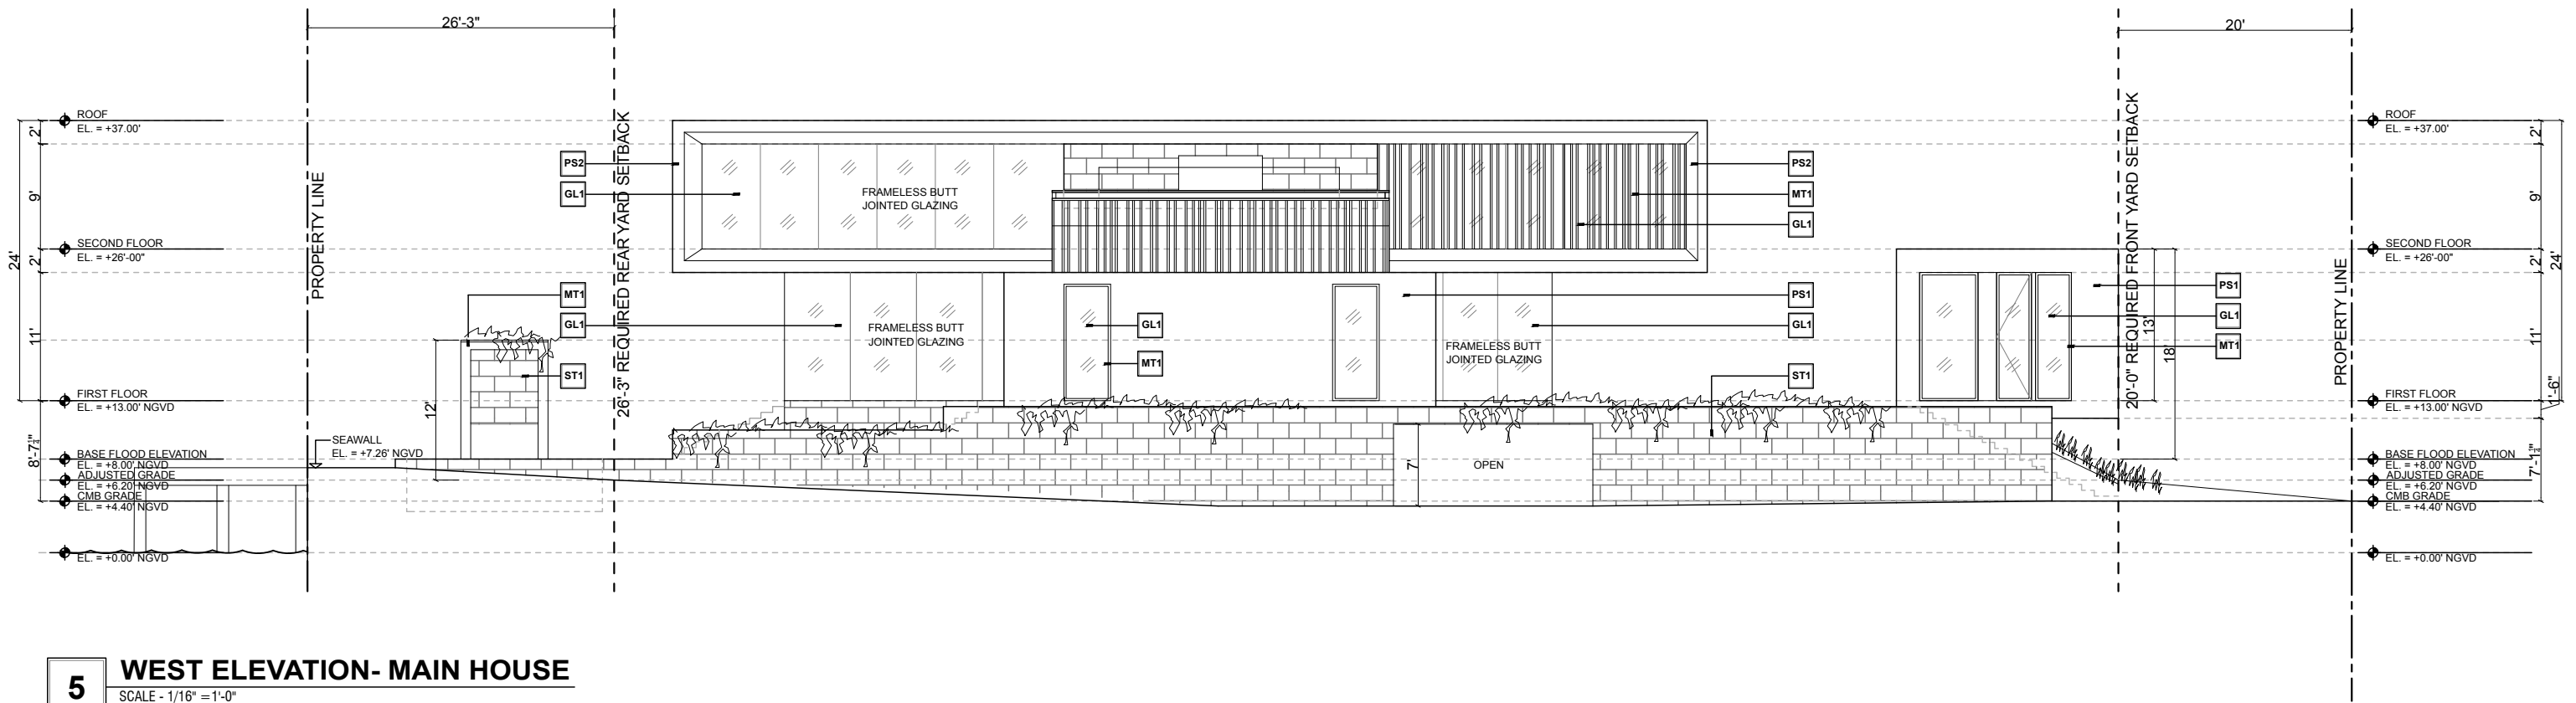 26'-3"
20'
ROOF
EL. = +37.00'
2'
9'
SECOND FLOOR
EL. = +26'-00"
2'
24'
11'
FIRST FLOOR
EL. = +13.00' NGVD
8'-7¼"
BASE FLOOD ELEVATION
EL. = +8.00' NGVD
ADJUSTED GRADE
EL. = +6.20' NGVD
CMB GRADE
EL. = +4.40' NGVD
EL. = +0.00' NGVD
PROPERTY LINE
SEAWALL
EL. = +7.26' NGVD
12'
26'-3" REQUIRED REAR YARD SETBACK
PS2
GL1
MT1
GL1
ST1
FRAMELESS BUTT
JOINTED GLAZING
FRAMELESS BUTT
JOINTED GLAZING
GL1
MT1
FRAMELESS BUTT
JOINTED GLAZING
7'
OPEN
PS2
MT1
GL1
PS1
GL1
ST1
20'-0" REQUIRED FRONT YARD SETBACK
13'
18'
PS1
GL1
MT1
PROPERTY LINE
ROOF
EL. = +37.00'
2'
9'
SECOND FLOOR
EL. = +26'-00"
2'
24'
11'
1'-6"
FIRST FLOOR
EL. = +13.00' NGVD
BASE FLOOD ELEVATION
EL. = +8.00' NGVD
ADJUSTED GRADE
EL. = +6.20' NGVD
CMB GRADE
EL. = +4.40' NGVD
EL. = +0.00' NGVD
5
WEST ELEVATION- MAIN HOUSE
SCALE - 1/16" =1'-0"